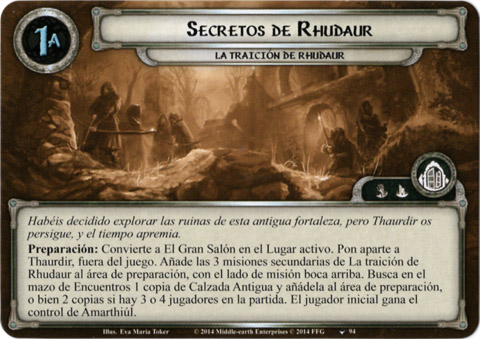 1A
SECRETOS DE RHUDAUR
LA TRAICIÓN DE RHUDAUR
Habéis decidido explorar las ruinas de esta antigua fortaleza, pero Thaurdir os
persigue, y el tiempo apremia.
Preparación: Convierte a El Gran Salón en el Lugar activo. Pon aparte a
Thaurdir, fuera del juego. Añade las 3 misiones secundarias de La traición de
Rhudaur al área de preparación, con el lado de misión boca arriba. Busca en el
mazo de Encuentros 1 copia de Calzada Antigua y añádela al área de preparación,
o bien 2 copias si hay 3 o 4 jugadores en la partida. El jugador inicial gana el
control de Amarthiúl.
Illus. Eva Maria Toker © 2014 Middle-earth Enterprises © 2014 FFG 94